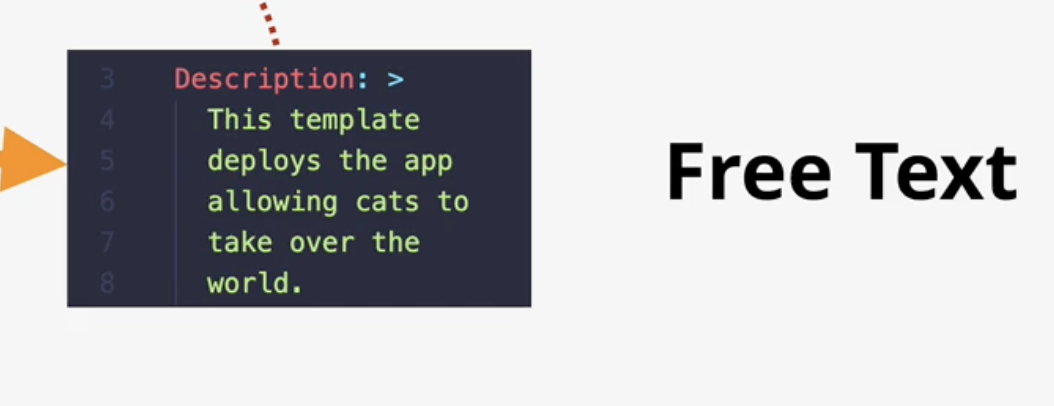 3 Description: >
4 This template
5 deploys the app
6 allowing cats to
7 take over the
8 world.
Free Text